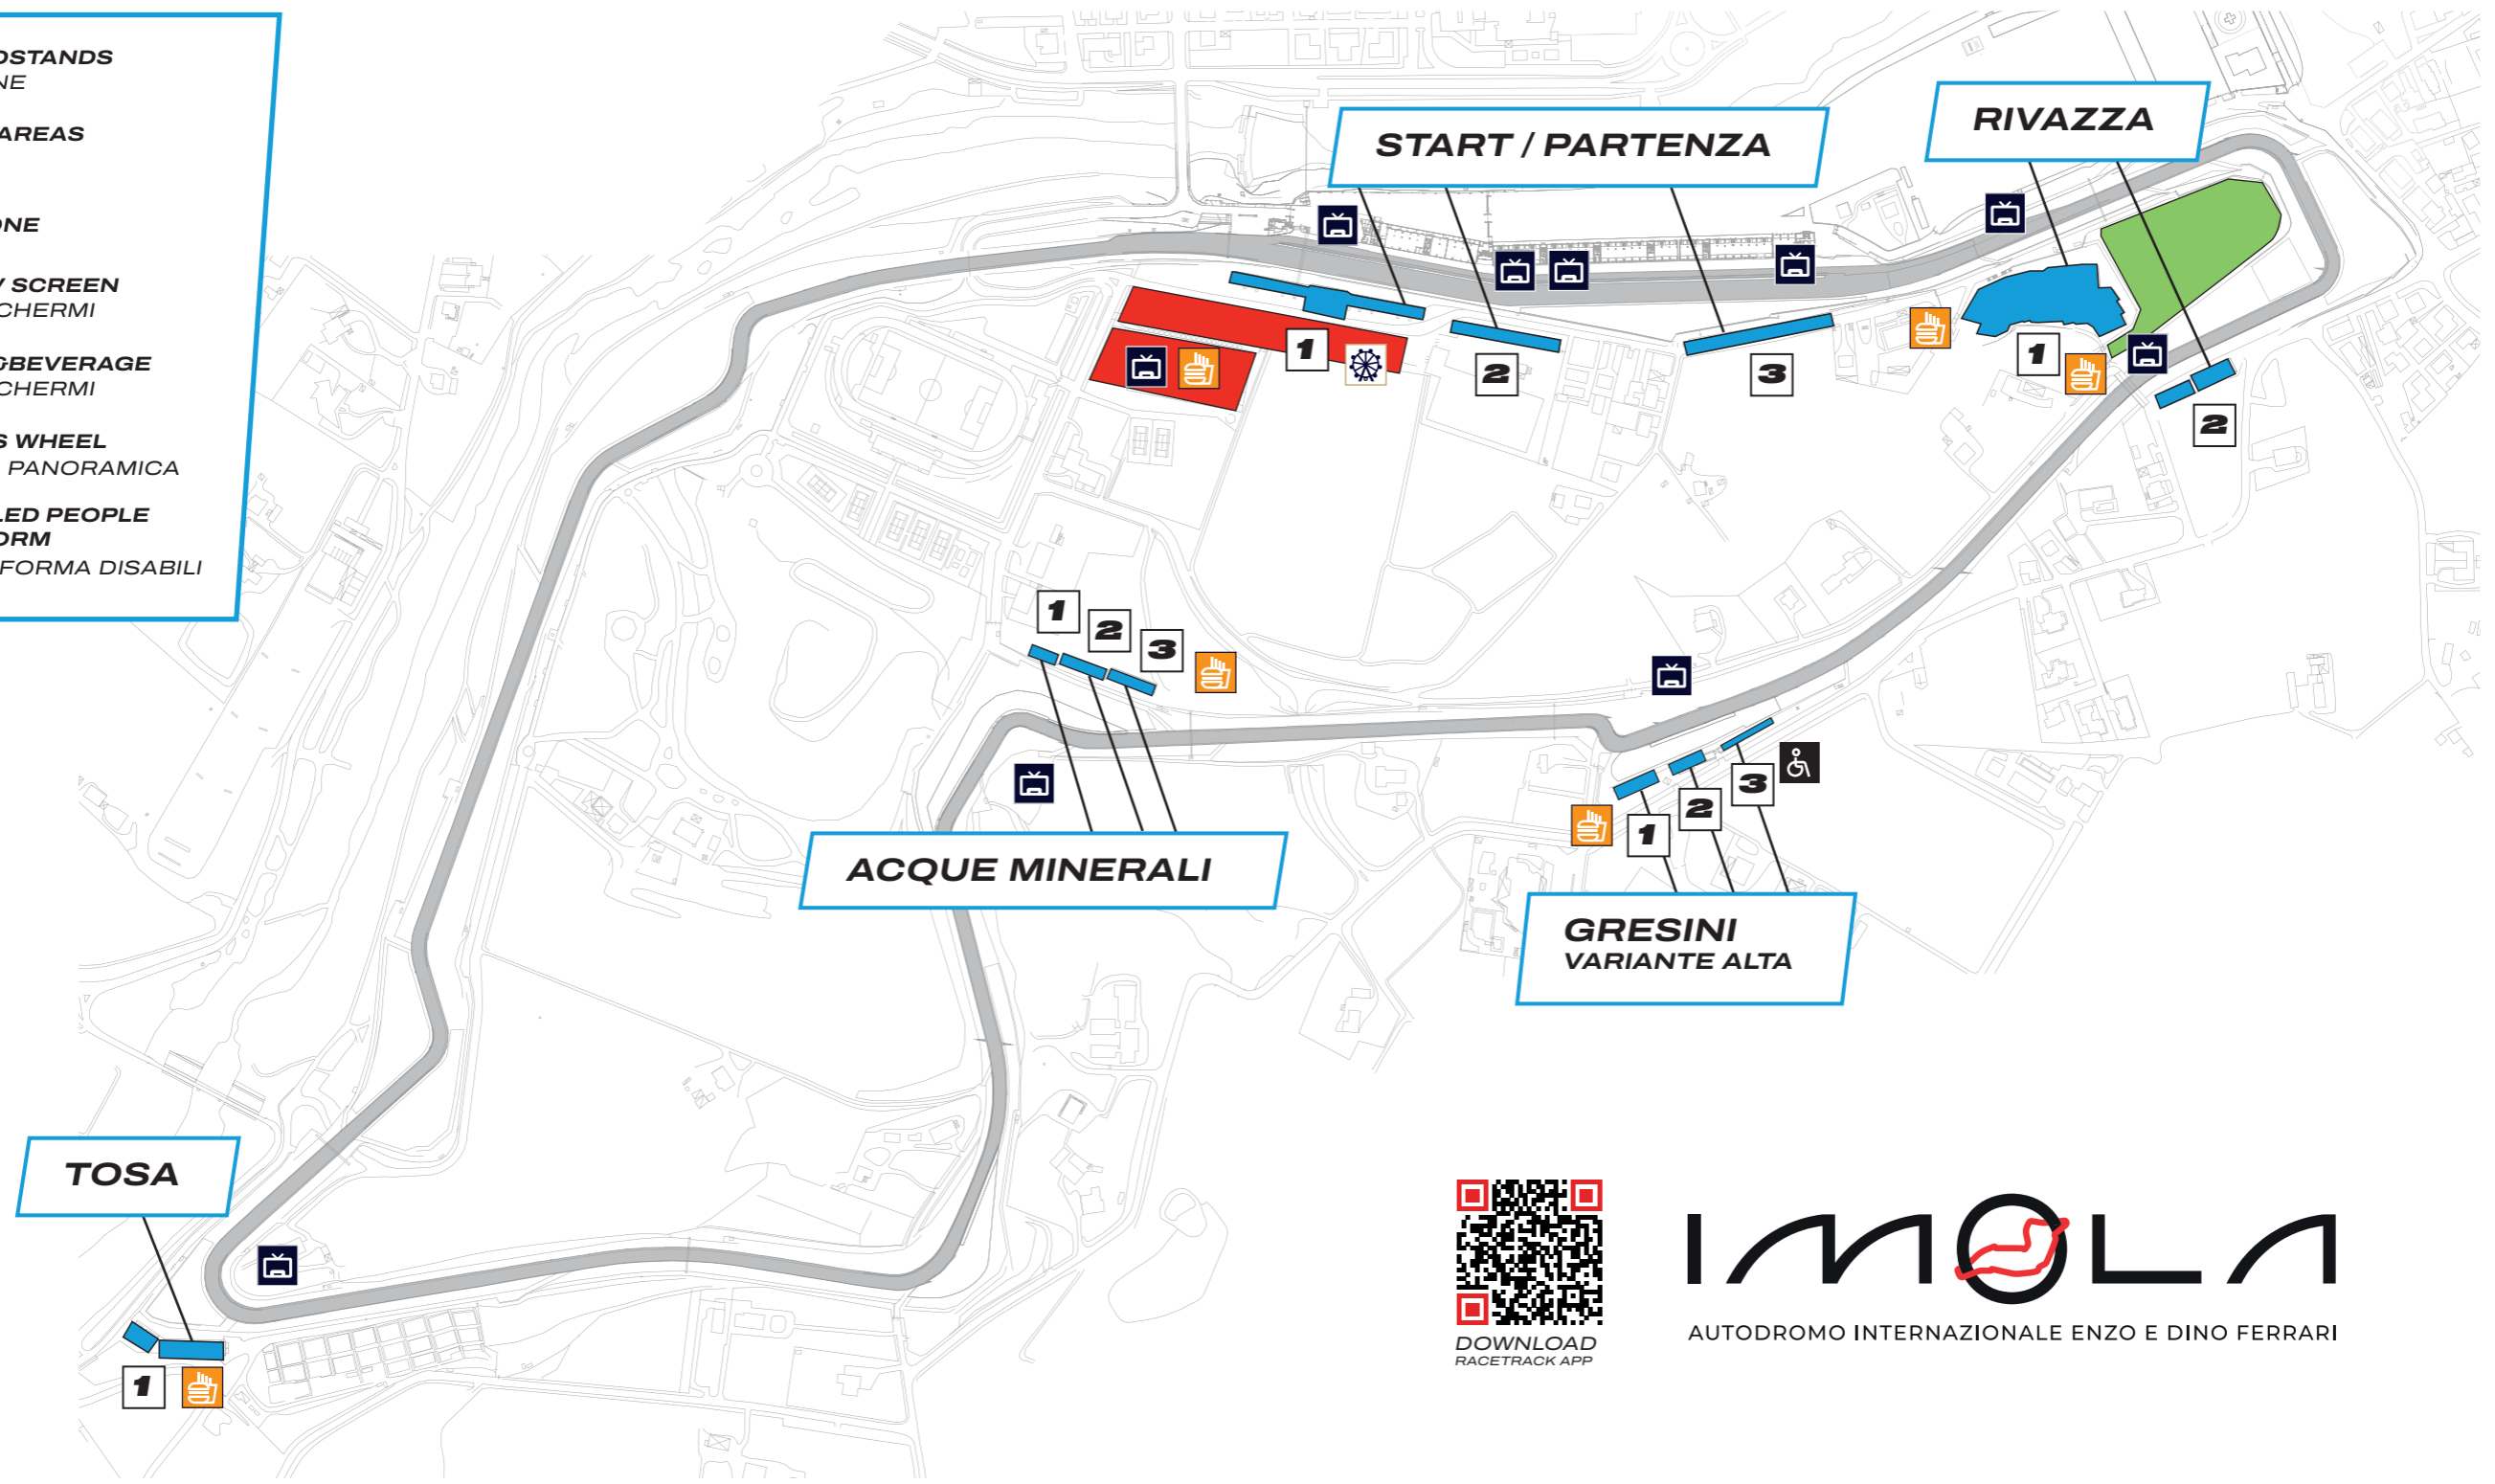 DSTANDS
NE
AREAS
ONE
V SCREEN
CHERMI
&BEVERAGE
CHERMI
S WHEEL
PANORAMICA
LED PEOPLE
ORM
FORMA DISABILI
START / PARTENZA
RIVAZZA
1
2
3
1
2
1
2
3
ACQUE MINERALI
1
2
3
GRESINI
VARIANTE ALTA
TOSA
1
DOWNLOAD
RACETRACK APP
IMOLA
AUTODROMO INTERNAZIONALE ENZO E DINO FERRARI